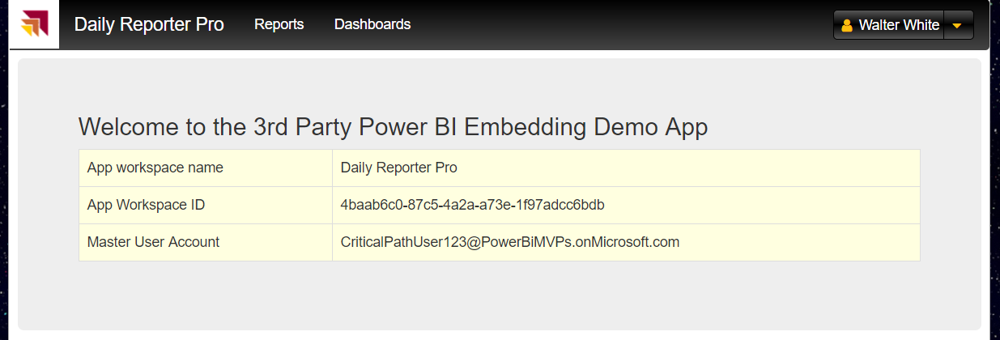 Daily Reporter Pro Reports Dashboards Walter White
Welcome to the 3rd Party Power BI Embedding Demo App
App workspace name Daily Reporter Pro
App Workspace ID 4baab6c0-87c5-4a2a-a73e-1f97adcc6bdb
Master User Account CriticalPathUser123@PowerBiMVPs.onMicrosoft.com